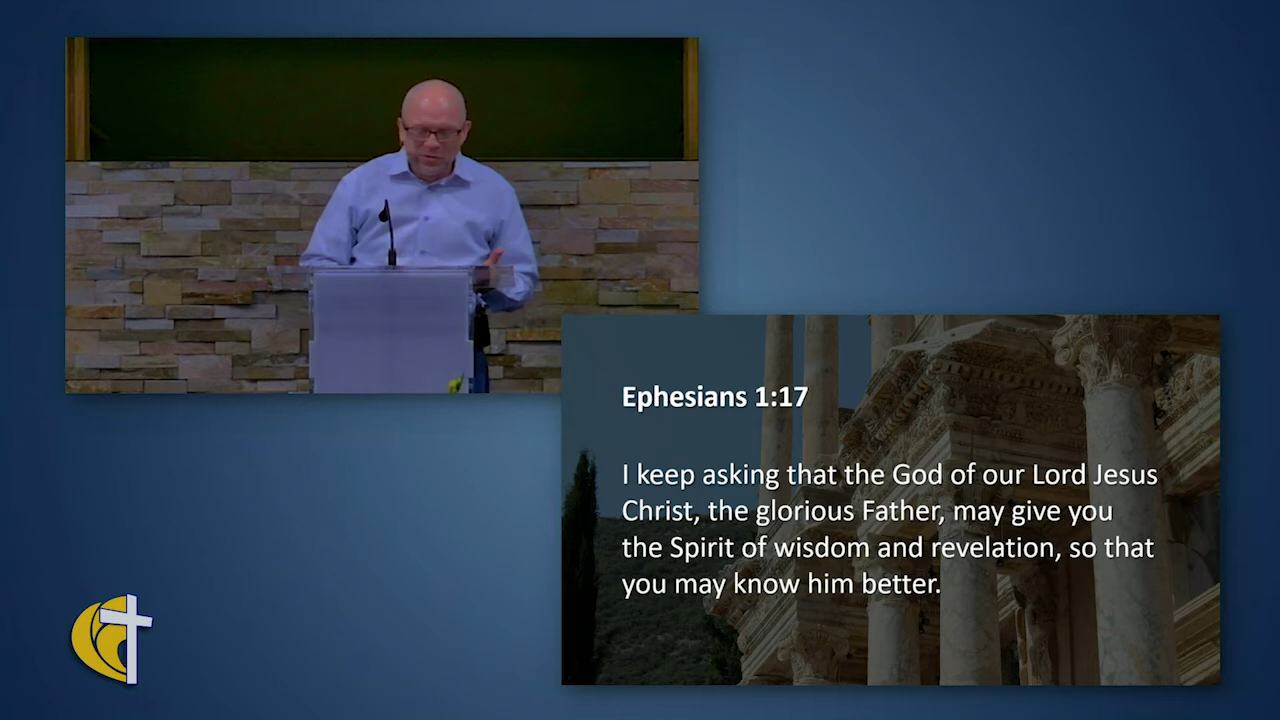 Ephesians 1:17
I keep asking that the God of our Lord Jesus
Christ, the glorious Father, may give you
the Spirit of wisdom and revelation, so that
you may know him better.